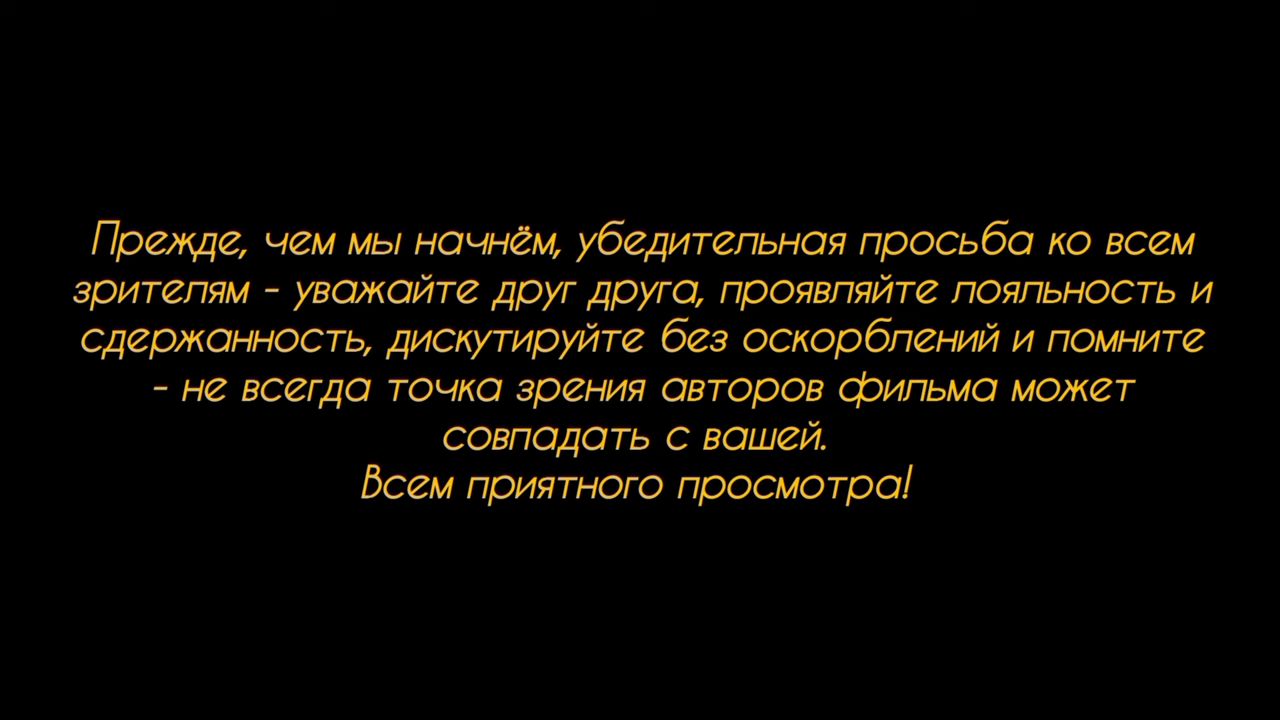 Прежде, чем мы начнём, убедительная просьба ко всем
зрителям - уважайте друг друга, проявляйте лояльность и
сдержанность, дискутируйте без оскорблений и помните
- не всегда точка зрения авторов фильма может
совпадать с вашей.
Всем приятного просмотра!